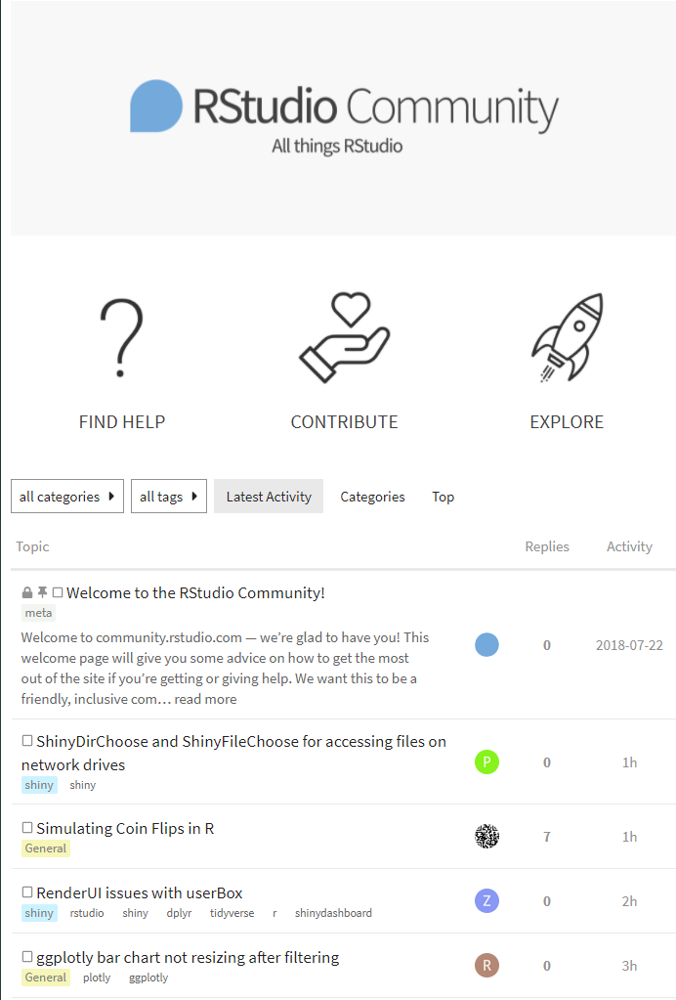 RStudio Community
All things RStudio
?
FIND HELP
CONTRIBUTE
EXPLORE
all categories
all tags
Latest Activity
Categories
Top
Topic
Replies
Activity
Welcome to the RStudio Community!
meta
Welcome to community.rstudio.com — we’re glad to have you! This
welcome page will give you some advice on how to get the most
out of the site if you’re getting or giving help. We want this to be a
friendly, inclusive com… read more
0
2018-07-22
ShinyDirChoose and ShinyFileChoose for accessing files on
network drives
shiny shiny
P
0
1h
Simulating Coin Flips in R
General
7
1h
RenderUI issues with userBox
shiny rstudio shiny dplyr tidyverse r shinydashboard
Z
0
2h
ggplotly bar chart not resizing after filtering
General plotly ggplotly
R
0
3h